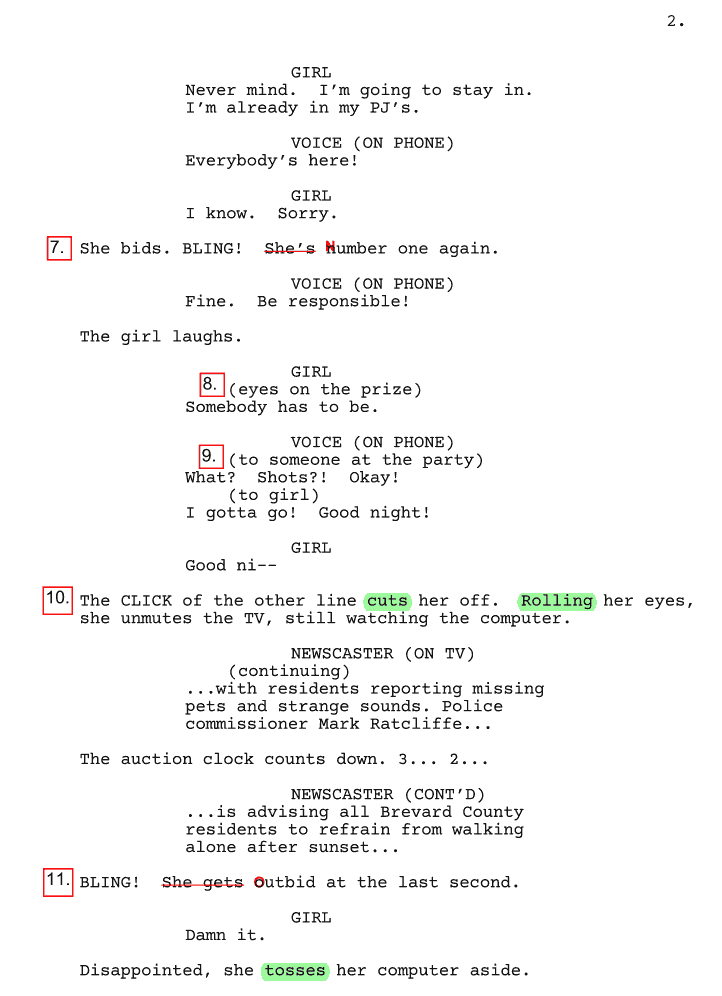 2.
GIRL
Never mind.  I'm going to stay in.
I'm already in my PJ's.
VOICE (ON PHONE)
Everybody's here!
GIRL
I know.  Sorry.
7. She bids. BLING!  She's Number one again.
VOICE (ON PHONE)
Fine.  Be responsible!
The girl laughs.
GIRL
8. (eyes on the prize)
Somebody has to be.
VOICE (ON PHONE)
9. (to someone at the party)
What?  Shots?!  Okay!
(to girl)
I gotta go!  Good night!
GIRL
Good ni--
10. The CLICK of the other line cuts her off.  Rolling her eyes,
she unmutes the TV, still watching the computer.
NEWSCASTER (ON TV)
(continuing)
...with residents reporting missing
pets and strange sounds. Police
commissioner Mark Ratcliffe...
The auction clock counts down. 3... 2...
NEWSCASTER (CONT'D)
...is advising all Brevard County
residents to refrain from walking
alone after sunset...
11. BLING!  She gets Outbid at the last second.
GIRL
Damn it.
Disappointed, she tosses her computer aside.